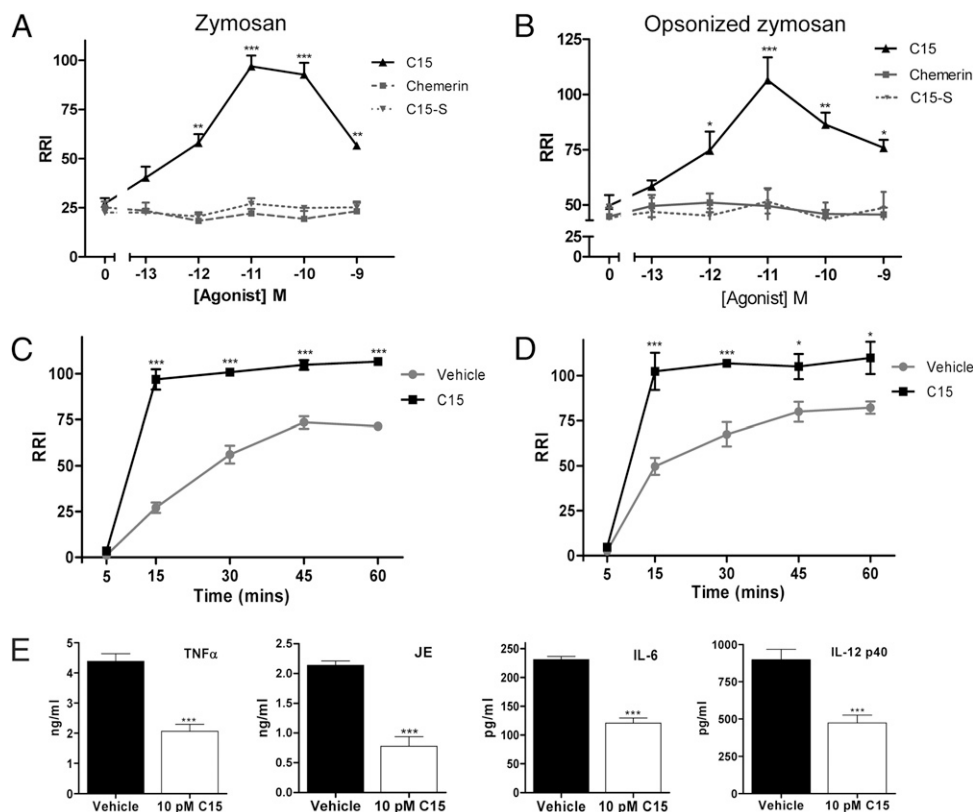 A
Zymosan
***
***
**
**
RRI
100
75
50
25
0
0
-13
-12
-11
-10
-9
[Agonist] M
C15
Chemerin
C15-S
B
Opsonized zymosan
***
**
*
*
RRI
125
100
75
50
25
0
0
-13
-12
-11
-10
-9
[Agonist] M
C15
Chemerin
C15-S
C
***
***
***
***
RRI
100
75
50
25
0
5
15
30
45
60
Time (mins)
Vehicle
C15
D
***
***
*
*
RRI
100
75
50
25
0
5
15
30
45
60
Time (mins)
Vehicle
C15
E
TNFα
ng/ml
5
4
3
2
1
0
***
Vehicle
10 pM C15
JE
ng/ml
2.5
2.0
1.5
1.0
0.5
0.0
***
Vehicle
10 pM C15
IL-6
pg/ml
250
200
150
100
50
0
***
Vehicle
10 pM C15
IL-12 p40
pg/ml
1000
750
500
250
0
***
Vehicle
10 pM C15